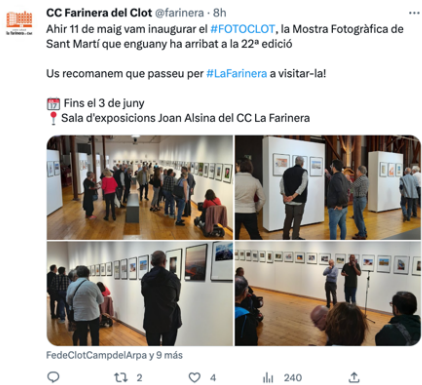 CC Farinera del Clot @farinera · 8h
Ahir 11 de maig vam inaugurar el #FOTOCLOT, la Mostra Fotogràfica de
Sant Martí que enguany ha arribat a la 22ª edició
Us recomanem que passeu per #LaFarinera a visitar-la!
Fins el 3 de juny
Sala d'exposicions Joan Alsina del CC La Farinera
FedeClotCampdelArpa y 9 más
2
4
240